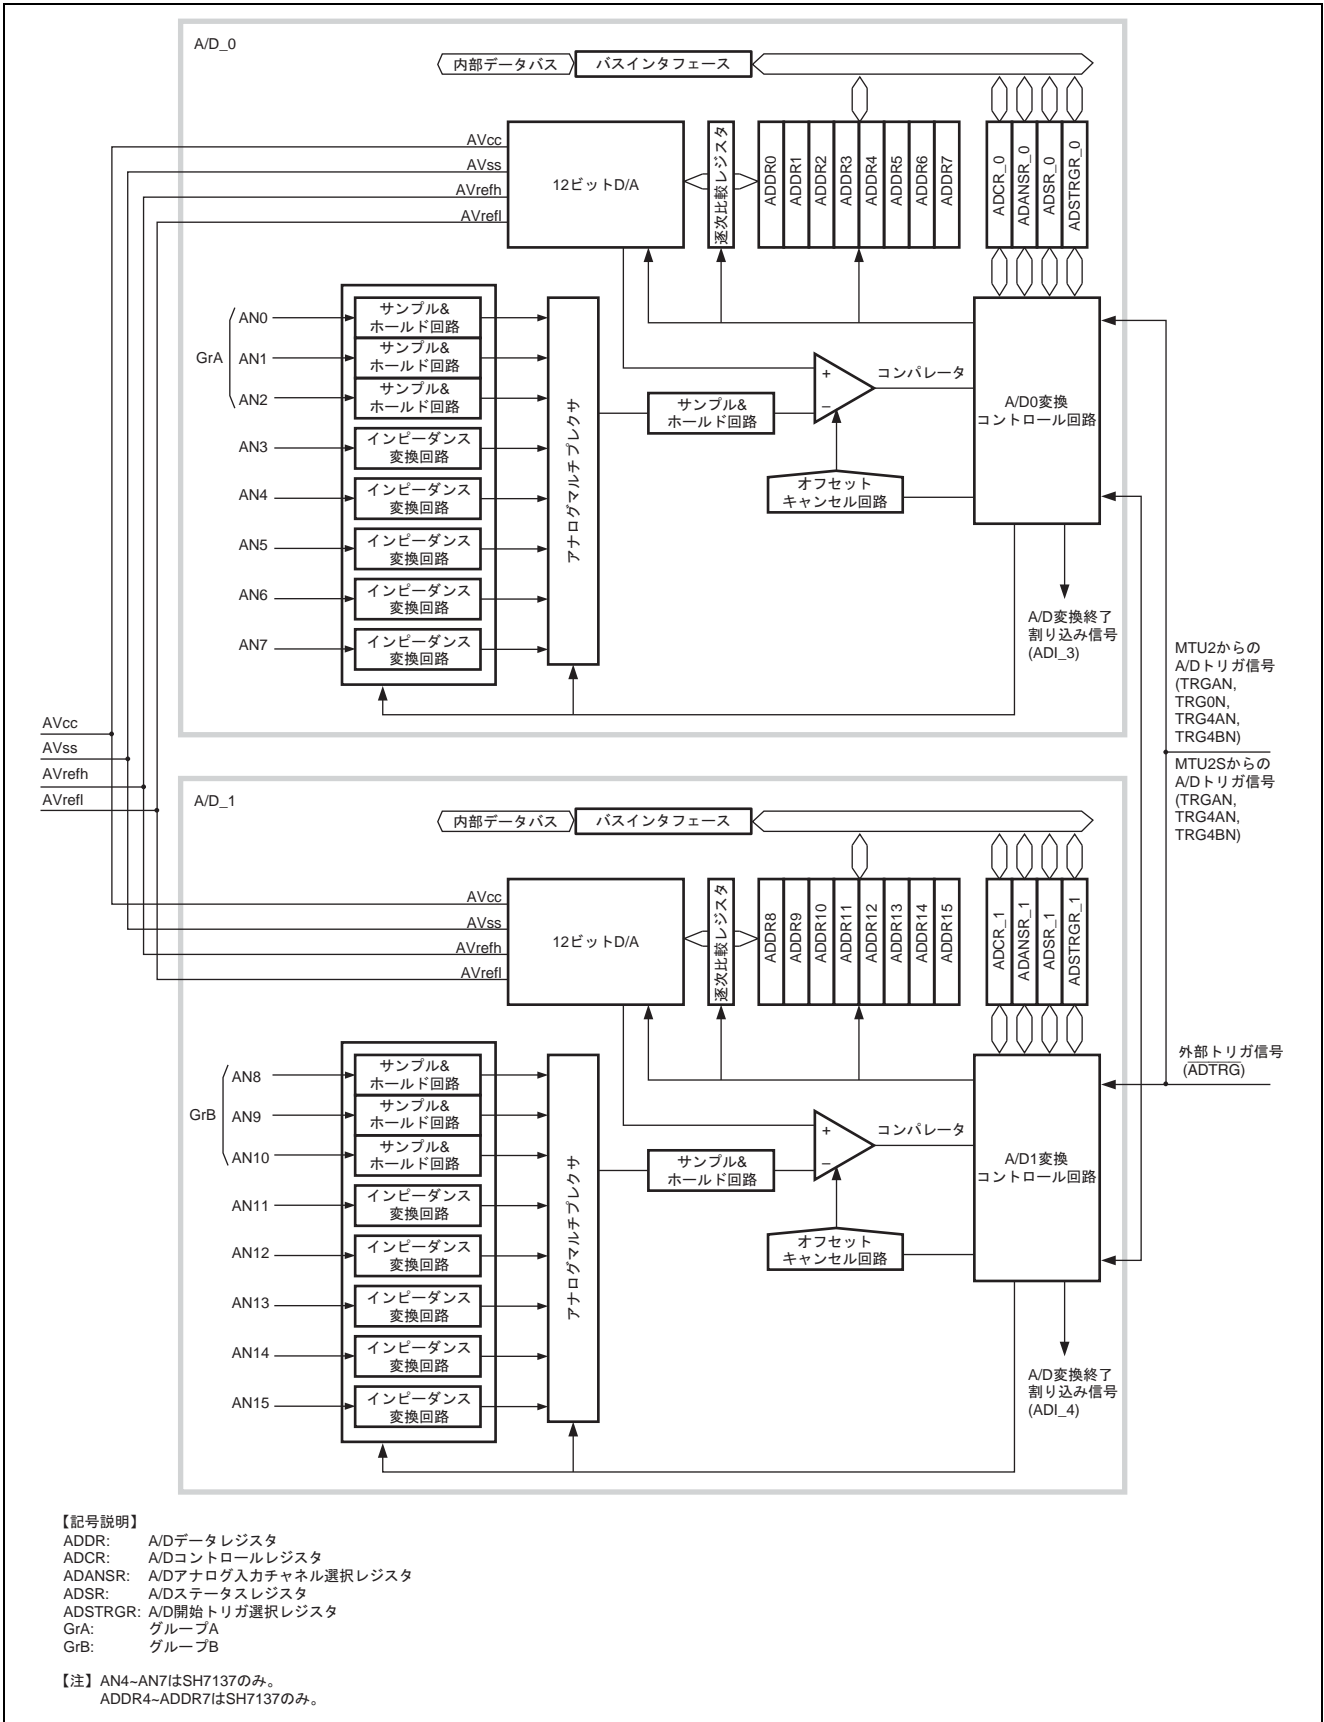 A/D_0
内部データバス
バスインタフェース
AVcc
AVss
AVrefh
AVrefl
12ビットD/A
逐次比較レジスタ
ADDR0
ADDR1
ADDR2
ADDR3
ADDR4
ADDR5
ADDR6
ADDR7
ADCR_0
ADANSR_0
ADSR_0
ADSTRGR_0
GrA
AN0
AN1
AN2
AN3
AN4
AN5
AN6
AN7
サンプル&
ホールド回路
サンプル&
ホールド回路
サンプル&
ホールド回路
インピーダンス
変換回路
インピーダンス
変換回路
インピーダンス
変換回路
インピーダンス
変換回路
インピーダンス
変換回路
アナログマルチプレクサ
サンプル&
ホールド回路
+
−
コンパレータ
オフセット
キャンセル回路
A/D0変換
コントロール回路
A/D変換終了
割り込み信号
(ADI_3)
MTU2からの
A/Dトリガ信号
(TRGAN,
TRG0N,
TRG4AN,
TRG4BN)
MTU2Sからの
A/Dトリガ信号
(TRGAN,
TRG4AN,
TRG4BN)
AVcc
AVss
AVrefh
AVrefl
A/D_1
内部データバス
バスインタフェース
AVcc
AVss
AVrefh
AVrefl
12ビットD/A
逐次比較レジスタ
ADDR8
ADDR9
ADDR10
ADDR11
ADDR12
ADDR13
ADDR14
ADDR15
ADCR_1
ADANSR_1
ADSR_1
ADSTRGR_1
外部トリガ信号
(ADTRG)
GrB
AN8
AN9
AN10
AN11
AN12
AN13
AN14
AN15
サンプル&
ホールド回路
サンプル&
ホールド回路
サンプル&
ホールド回路
インピーダンス
変換回路
インピーダンス
変換回路
インピーダンス
変換回路
インピーダンス
変換回路
インピーダンス
変換回路
アナログマルチプレクサ
サンプル&
ホールド回路
+
−
コンパレータ
オフセット
キャンセル回路
A/D1変換
コントロール回路
A/D変換終了
割り込み信号
(ADI_4)
【記号説明】
ADDR: A/Dデータレジスタ
ADCR: A/Dコントロールレジスタ
ADANSR: A/Dアナログ入力チャネル選択レジスタ
ADSR: A/Dステータスレジスタ
ADSTRGR: A/D開始トリガ選択レジスタ
GrA: グループA
GrB: グループB
【注】AN4~AN7はSH7137のみ。
ADDR4~ADDR7はSH7137のみ。